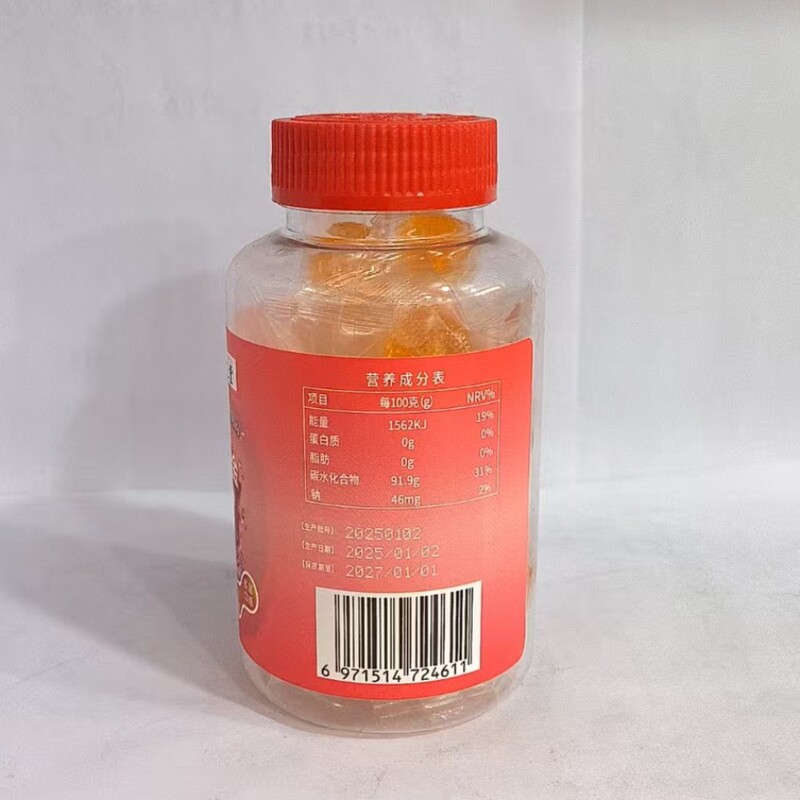 营养成分表
项目 每100克(g) NRV%
能量 1562KJ 19%
蛋白质 0g 0%
脂肪 0g 0%
碳水化合物 91.9g 31%
钠 46mg 2%
[生产批号] 20250102
[生产日期] 2025/01/02
[保质期至] 2027/01/01
6 971514 724611